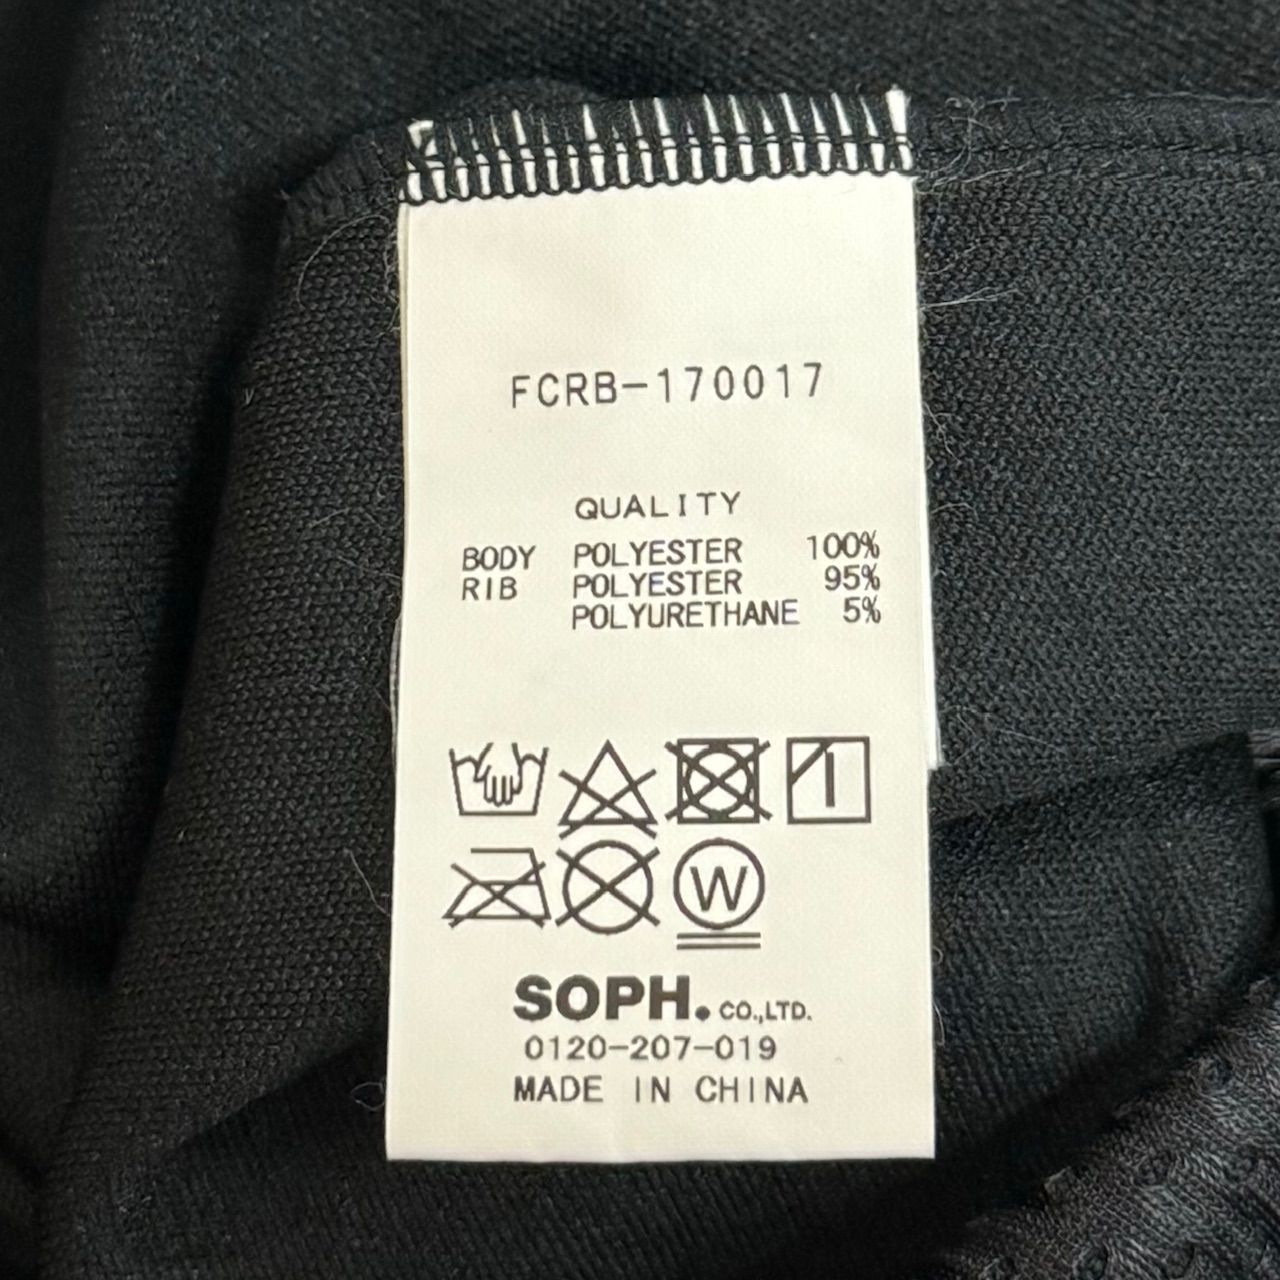 FCRB-170017
QUALITY
BODY POLYESTER 100%
RIB POLYESTER 95%
POLYURETHANE 5%
W
SOPH. CO.,LTD.
0120-207-019
MADE IN CHINA